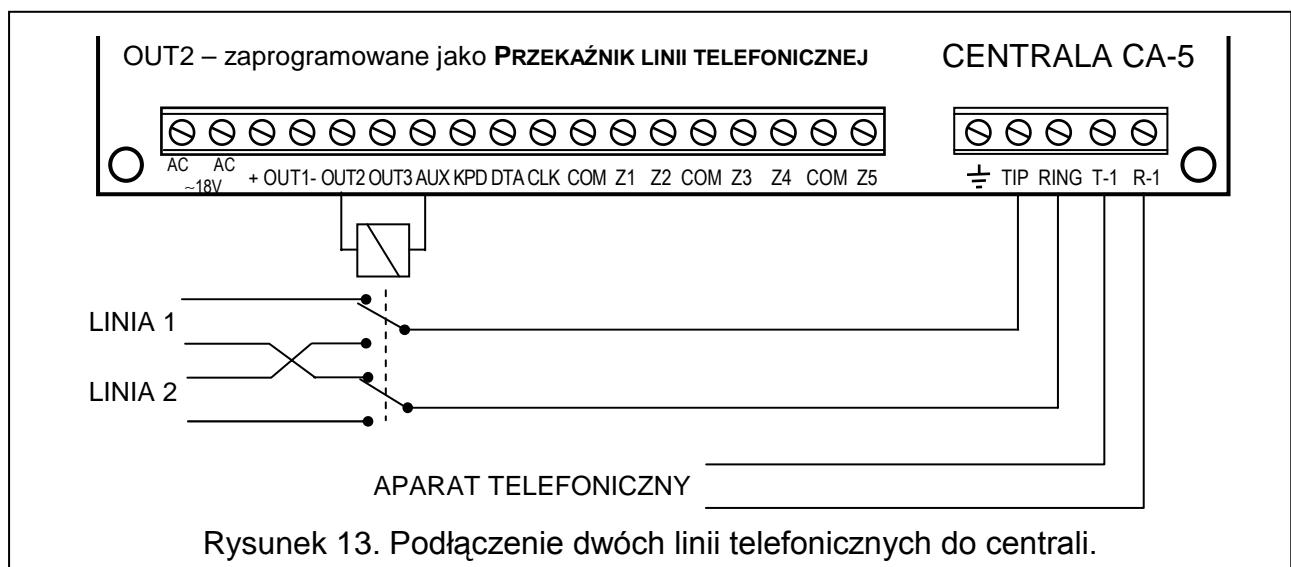 OUT2 – zaprogramowane jako PRZEKAŹNIK LINII TELEFONICZNEJ
CENTRALA CA-5
AC AC
~18V
+ OUT1- OUT2 OUT3 AUX KPD DTA CLK COM Z1 Z2 COM Z3 Z4 COM Z5
TIP RING T-1 R-1
LINIA 1
LINIA 2
APARAT TELEFONICZNY
Rysunek 13. Podłączenie dwóch linii telefonicznych do centrali.